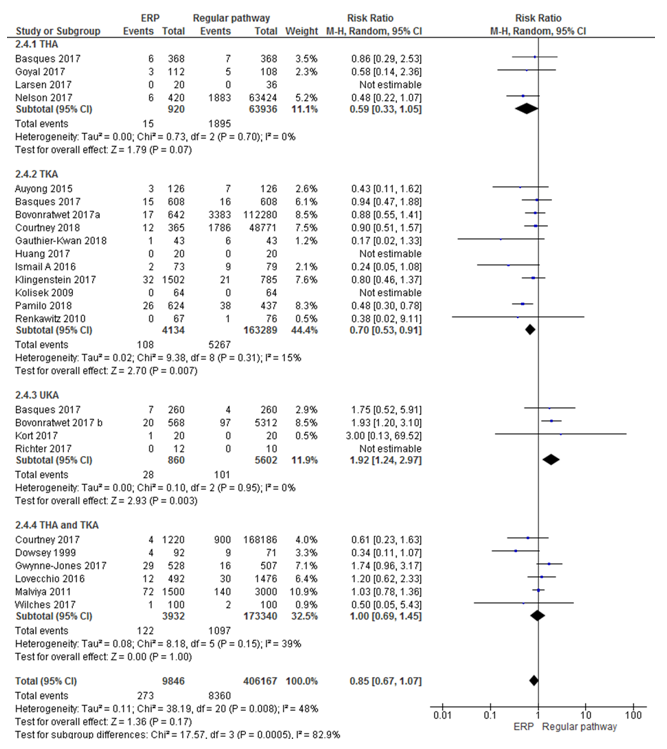 ERP Regular pathway Risk Ratio Risk Ratio
Study or Subgroup Events Total Events Total Weight M-H, Random, 95% CI M-H, Random, 95% CI
2.4.1 THA
Basques 2017 6 368 7 368 3.5% 0.86 [0.29, 2.53]
Goyal 2017 3 112 5 108 2.3% 0.58 [0.14, 2.36]
Larsen 2017 0 20 0 36 Not estimable
Nelson 2017 6 420 1883 63424 5.2% 0.48 [0.22, 1.07]
Subtotal (95% CI) 920 63936 11.1% 0.59 [0.33, 1.05]
Total events 15 1895
Heterogeneity: Tau² = 0.00; Chi² = 0.73, df = 2 (P = 0.70); I² = 0%
Test for overall effect: Z = 1.79 (P = 0.07)
2.4.2 TKA
Auyong 2015 3 126 7 126 2.6% 0.43 [0.11, 1.62]
Basques 2017 15 608 16 608 6.1% 0.94 [0.47, 1.88]
Bovonratwet 2017a 17 642 3383 112280 8.8% 0.88 [0.55, 1.41]
Courtney 2018 12 365 1786 48771 7.5% 0.90 [0.51, 1.57]
Gauthier-Kwan 2018 1 43 6 43 1.2% 0.17 [0.02, 1.33]
Huang 2017 0 20 0 20 Not estimable
Ismail A 2016 2 73 9 79 2.1% 0.24 [0.05, 1.08]
Klingenstein 2017 32 1502 21 785 7.6% 0.80 [0.46, 1.37]
Kolisek 2009 0 64 0 64 Not estimable
Pamilo 2018 26 624 38 437 8.3% 0.48 [0.30, 0.78]
Renkawitz 2010 0 67 1 76 0.5% 0.38 [0.02, 9.11]
Subtotal (95% CI) 4134 163289 44.4% 0.70 [0.53, 0.91]
Total events 108 5267
Heterogeneity: Tau² = 0.02; Chi² = 9.38, df = 8 (P = 0.31); I² = 15%
Test for overall effect: Z = 2.70 (P = 0.007)
2.4.3 UKA
Basques 2017 7 260 4 260 2.9% 1.75 [0.52, 5.91]
Bovonratwet 2017 b 20 568 97 5312 8.5% 1.93 [1.20, 3.10]
Kort 2017 1 20 0 20 0.5% 3.00 [0.13, 69.52]
Richter 2017 0 12 0 10 Not estimable
Subtotal (95% CI) 860 5602 11.9% 1.92 [1.24, 2.97]
Total events 28 101
Heterogeneity: Tau² = 0.00; Chi² = 0.10, df = 2 (P = 0.95); I² = 0%
Test for overall effect: Z = 2.93 (P = 0.003)
2.4.4 THA and TKA
Courtney 2017 4 1220 900 168186 4.0% 0.61 [0.23, 1.63]
Dowsey 1999 4 92 9 71 3.3% 0.34 [0.11, 1.07]
Gwynne-Jones 2017 29 528 16 507 7.2% 1.74 [0.96, 3.17]
Lovecchio 2016 12 492 30 1476 6.4% 1.20 [0.62, 2.33]
Malviya 2011 72 1500 140 3000 10.9% 1.03 [0.78, 1.36]
Wilches 2017 1 100 2 100 0.9% 0.50 [0.05, 5.43]
Subtotal (95% CI) 3932 173340 32.5% 1.00 [0.69, 1.45]
Total events 122 1097
Heterogeneity: Tau² = 0.08; Chi² = 8.18, df = 5 (P = 0.15); I² = 39%
Test for overall effect: Z = 0.00 (P = 1.00)
Total (95% CI) 9846 406167 100.0% 0.85 [0.67, 1.07]
Total events 273 8360
Heterogeneity: Tau² = 0.11; Chi² = 38.19, df = 20 (P = 0.008); I² = 48%
Test for overall effect: Z = 1.36 (P = 0.17)
Test for subgroup differences: Chi² = 17.57, df = 3 (P = 0.0005), I² = 82.9%
0.01 0.1 1 10 100
ERP Regular pathway